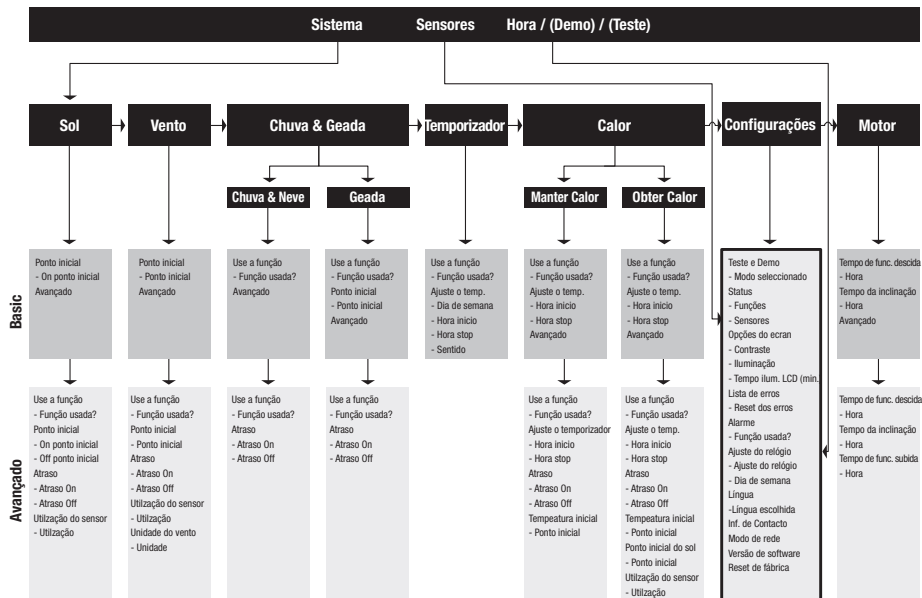 Sistema
Sensores
Hora / (Demo) / (Teste)
Sol
Vento
Chuva & Geada
Temporizador
Calor
Configurações
Motor
Chuva & Neve
Geada
Manter Calor
Obter Calor
Basic
Ponto inicial
- On ponto inicial
Avançado
Ponto inicial
- Ponto inicial
Avançado
Use a função
- Função usada?
Avançado
Use a função
- Função usada?
Ponto inicial
- Ponto inicial
Avançado
Use a função
- Função usada?
Ajuste o temp.
- Dia de semana
- Hora inicio
- Hora stop
- Sentido
Use a função
- Função usada?
Ajuste o temp.
- Hora inicio
- Hora stop
Avançado
Use a função
- Função usada?
Ajuste o temp.
- Hora inicio
- Hora stop
Avançado
Teste e Demo
- Modo seleccionado
Status
- Funções
- Sensores
Opções do ecran
- Contraste
- Iluminação
- Tempo ilum. LCD (min.
Lista de erros
- Reset dos erros
Alarme
- Função usada?
Ajuste do relógio
- Ajuste do relógio
- Dia de semana
Língua
-Língua escolhida
Inf. de Contacto
Modo de rede
Versão de software
Reset de fábrica
Tempo de func. descida
- Hora
Tempo da inclinação
- Hora
Avançado
Avançado
Use a função
- Função usada?
Ponto inicial
- On ponto inicial
- Off ponto inicial
Atraso
- Atraso On
- Atraso Off
Utilzação do sensor
- Utilzação
Use a função
- Função usada?
Ponto inicial
- Ponto inicial
Atraso
- Atraso On
- Atraso Off
Utilzação do sensor
- Utilzação
Unidade do vento
- Unidade
Use a função
- Função usada?
Atraso
- Atraso On
- Atraso Off
Use a função
- Função usada?
Atraso
- Atraso On
- Atraso Off
Use a função
- Função usada?
Ajuste o temporizador
- Hora inicio
- Hora stop
Atraso
- Atraso On
- Atraso Off
Tempeatura inicial
- Ponto inicial
Use a função
- Função usada?
Ajuste o temp.
- Hora inicio
- Hora stop
Atraso
- Atraso On
- Atraso Off
Tempeatura inicial
- Ponto inicial
Ponto inicial do sol
- Ponto inicial
Utilzação do sensor
- Utilzação
Tempo de func. descida
- Hora
Tempo da inclinação
- Hora
Tempo de func. subida
- Hora